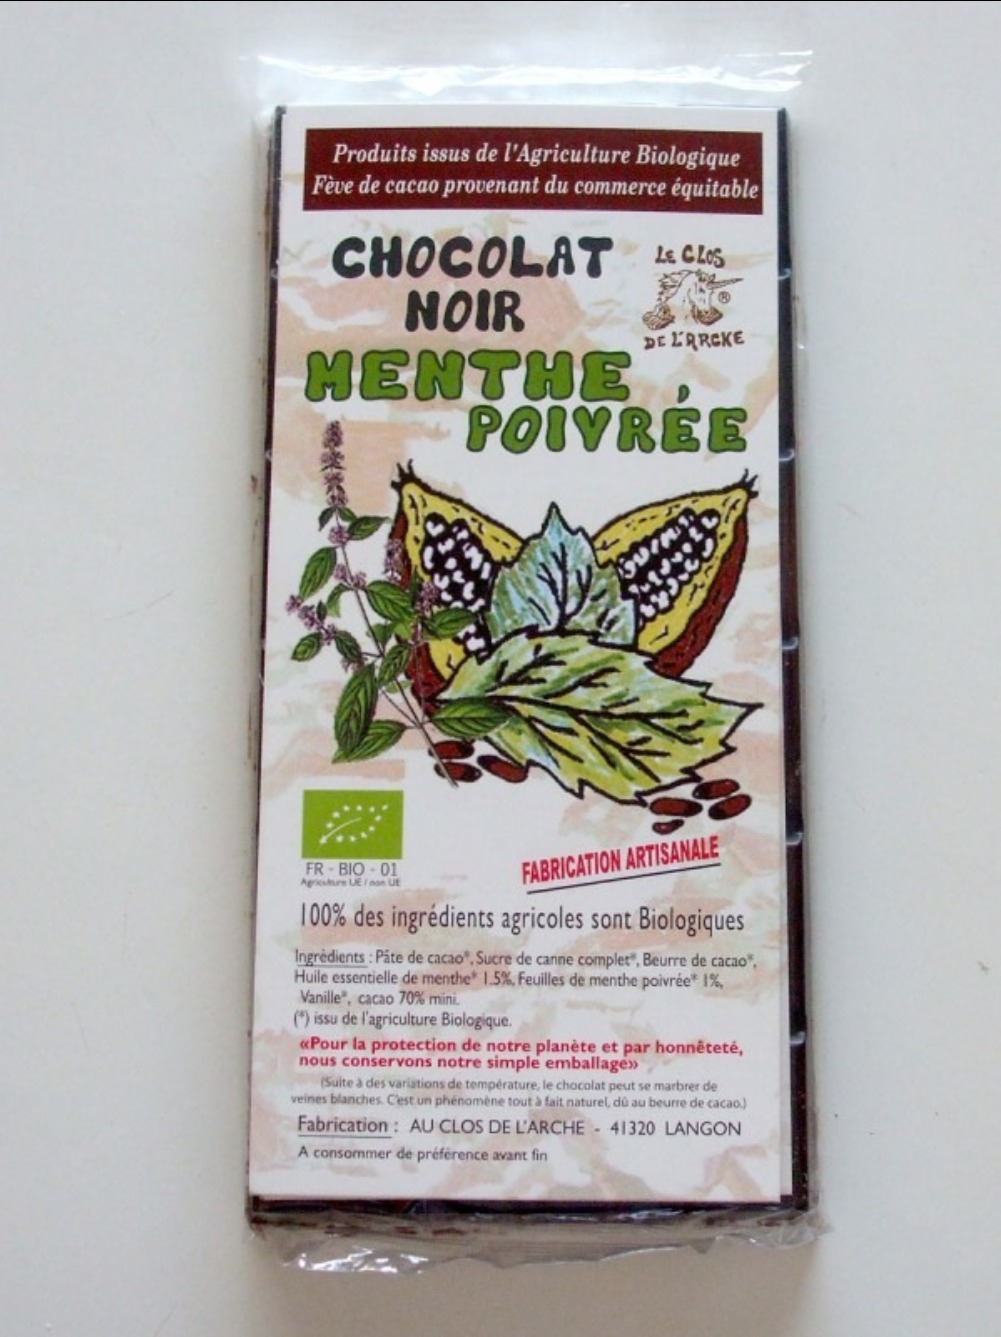 Produits issus de l'Agriculture Biologique
Fève de cacao provenant du commerce équitable
CHOCOLAT
NOIR
LE CLOS
®
DE L'ARCHE
MENTHE
POIVRÉE
FR - BIO - 01
Agriculture UE / non UE
FABRICATION ARTISANALE
100% des ingrédients agricoles sont Biologiques
Ingrédients : Pâte de cacao*, Sucre de canne complet*, Beurre de cacao*,
Huile essentielle de menthe* 1.5%, Feuilles de menthe poivrée* 1%,
Vanille*, cacao 70% mini.
(*) issu de l'agriculture Biologique.
«Pour la protection de notre planète et par honnêteté,
nous conservons notre simple emballage»
(Suite à des variations de température, le chocolat peut se marbrer de
veines blanches. C'est un phénomène tout à fait naturel, dû au beurre de cacao.)
Fabrication : AU CLOS DE L'ARCHE - 41320 LANGON
A consommer de préférence avant fin